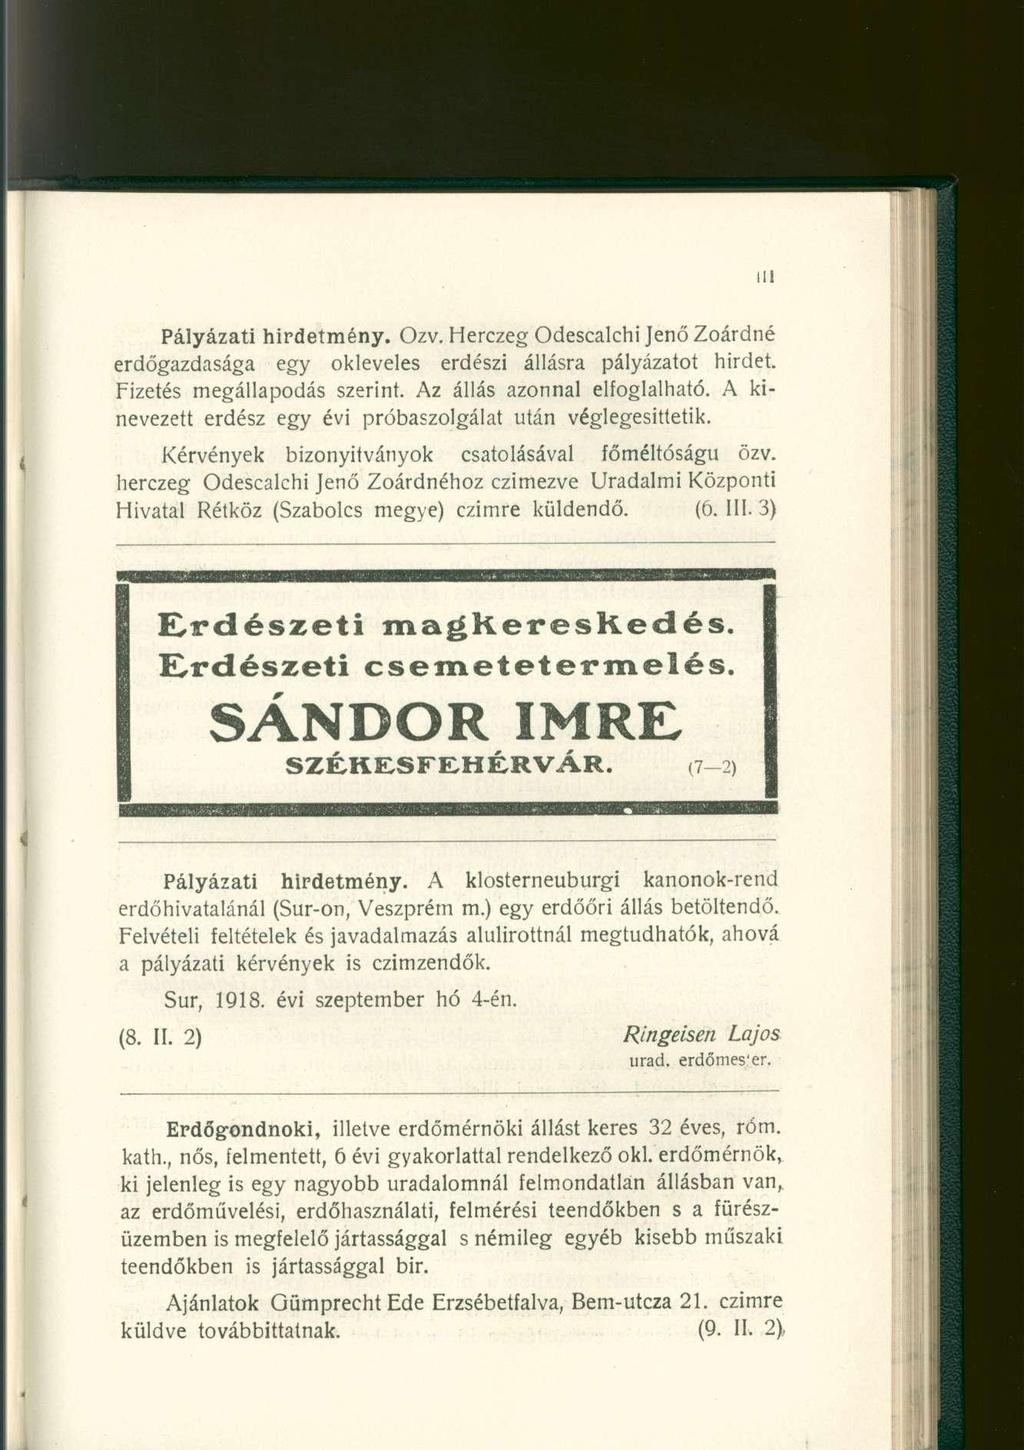 III
Pályázati hirdetmény. Ozv. Herczeg Odescalchi Jenő Zoárdné
erdőgazdasága egy okleveles erdészi állásra pályázatot hirdet.
Fizetés megállapodás szerint. Az állás azonnal elfoglalható. A ki-
nevezett erdész egy évi próbaszolgálat után véglegesittetik.
Kérvények bizonyitványok csatolásával főméltóságu özv.
herczeg Odescalchi Jenő Zoárdnéhoz czimezve Uradalmi Központi
Hivatal Rétköz (Szabolcs megye) czimre küldendő. (6. III. 3)
Erdészeti magkereskedés.
Erdészeti csemetetermelés.
SÁNDOR IMRE
SZÉKESFEHÉRVÁR. (7—2)
Pályázati hirdetmény. A klosterneuburgi kanonok-rend
erdőhivatalánál (Sur-on, Veszprém m.) egy erdőőri állás betöltendő.
Felvételi feltételek és javadalmazás alulirottnál megtudhatók, ahová
a pályázati kérvények is czimzendők.
Sur, 1918. évi szeptember hó 4-én.
(8. II. 2) Ringeisen Lajos
urad. erdőmester.
Erdőgondnoki, illetve erdőmérnöki állást keres 32 éves, róm.
kath., nős, felmentett, 6 évi gyakorlattal rendelkező okl. erdőmérnök,
ki jelenleg is egy nagyobb uradalomnál felmondatlan állásban van,
az erdőművelési, erdőhasználati, felmérési teendőkben s a fürész-
üzemben is megfelelő jártassággal s némileg egyéb kisebb műszaki
teendőkben is jártassággal bir.
Ajánlatok Gümprecht Ede Erzsébetfalva, Bem-utcza 21. czimre
küldve továbbittatnak. (9. II. 2)